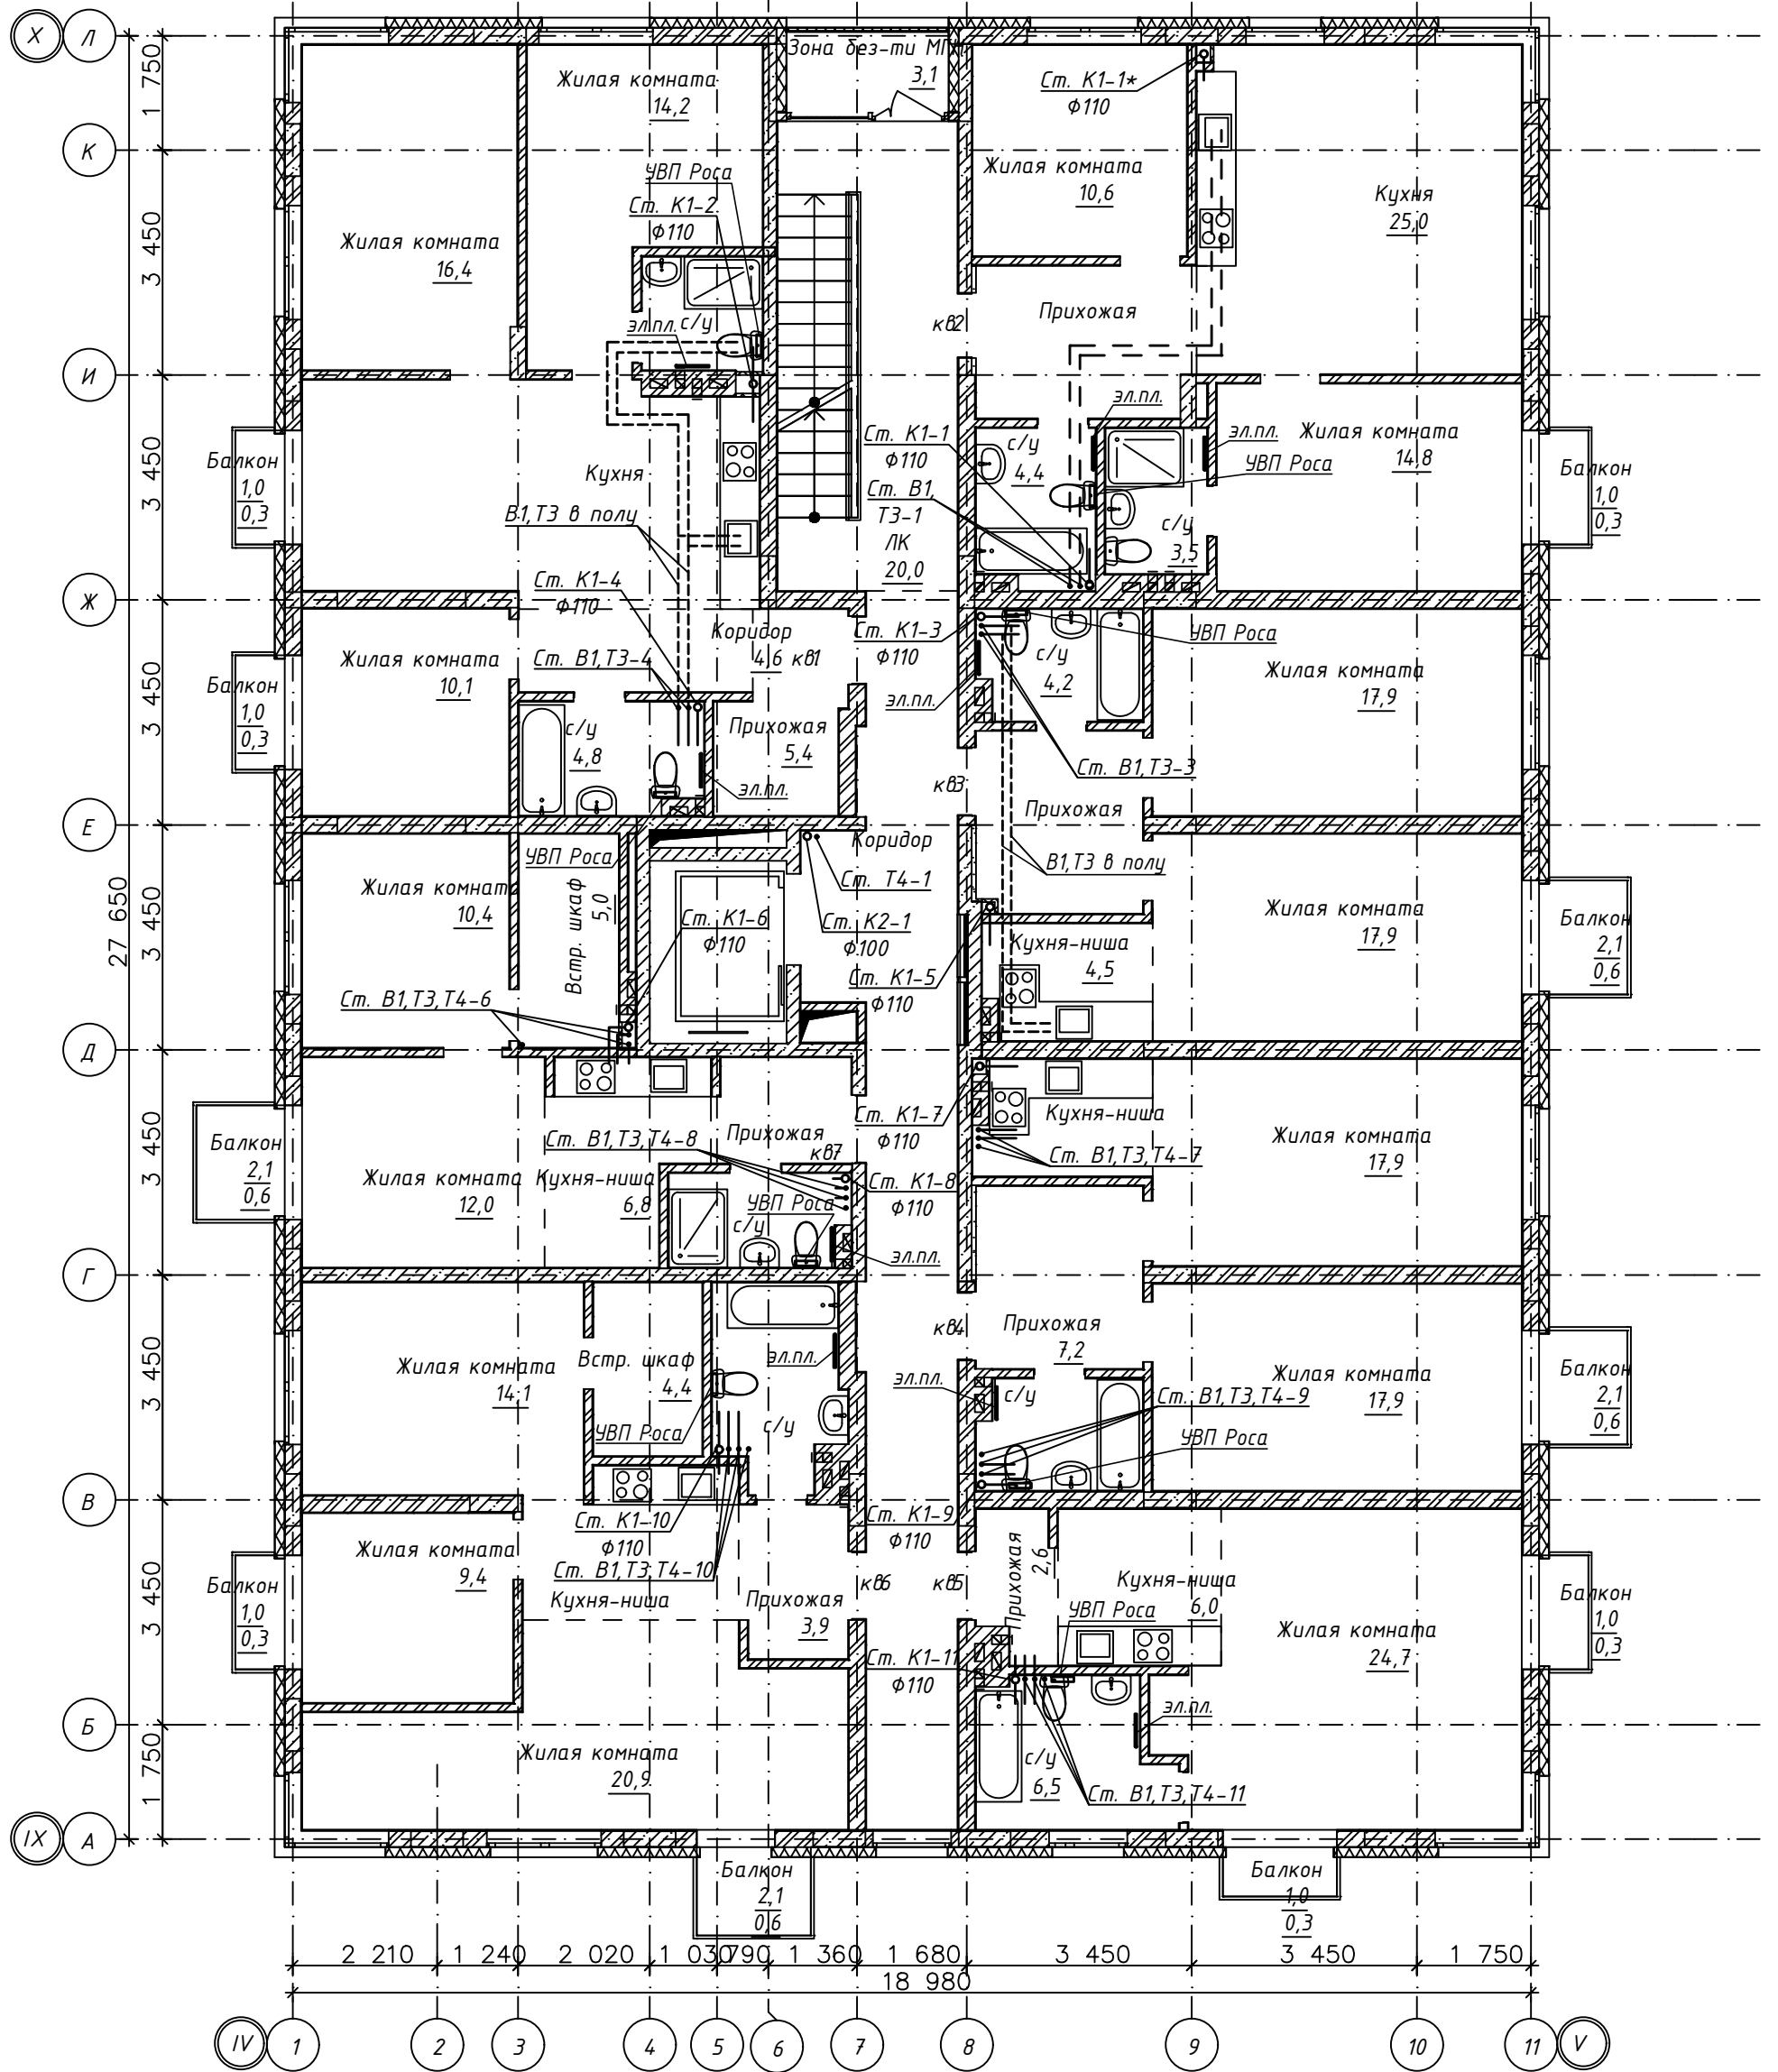 X
Л
К
И
Ж
Е
Д
Г
В
Б
IX
А
1 750
3 450
3 450
3 450
3 450
3 450
3 450
3 450
1 750
27 650
Зона без-ти МГН
3,1
Жилая комната
14,2
Ст. К1-1*
Ф110
УВП Роса
Ст. К1-2
Ф110
Жилая комната
10,6
Кухня
25,0
Жилая комната
16,4
эл.пл.
с/у
кв2
Прихожая
эл.пл.
Ст. К1-1
Ф110
с/у
4,4
эл.пл.
Жилая комната
14,8
УВП Роса
Балкон
1,0
0,3
Кухня
Ст. В1,
Т3-1
ЛК
20,0
с/у
3,5
Балкон
1,0
0,3
В1,Т3 в полу
Ст. К1-4
Ф110
Коридор
4,6
кв1
Ст. К1-3
Ф110
УВП Роса
Жилая комната
10,1
Ст. В1,Т3-4
с/у
4,2
Жилая комната
17,9
Балкон
1,0
0,3
эл.пл.
с/у
4,8
Прихожая
5,4
эл.пл.
Ст. В1,Т3-3
кв3
Прихожая
Коридор
УВП Роса
В1,Т3 в полу
Жилая комната
10,4
Встр. шкаф
5,0
Ст. Т4-1
Ст. К1-6
Ф110
Ст. К2-1
Ф100
Кухня-ниша
4,5
Жилая комната
17,9
Балкон
2,1
0,6
Ст. К1-5
Ф110
Ст. В1,Т3,Т4-6
Ст. К1-7
Ф110
Кухня-ниша
Жилая комната
17,9
Балкон
2,1
0,6
Ст. В1,Т3,Т4-8
Прихожая
кв7
Ст. В1,Т3,Т4-7
Жилая комната
12,0
Кухня-ниша
6,8
Ст. К1-8
Ф110
УВП Роса
с/у
эл.пл.
кв4
Прихожая
7,2
Жилая комната
14,1
Встр. шкаф
4,4
эл.пл.
эл.пл.
с/у
Жилая комната
17,9
Ст. В1,Т3,Т4-9
Балкон
2,1
0,6
УВП Роса
с/у
УВП Роса
Ст. К1-10
Ф110
Ст. К1-9
Ф110
Жилая комната
9,4
Ст. В1,Т3,Т4-10
кв6
кв5
Прихожая
2,6
Кухня-ниша
6,0
Балкон
1,0
0,3
Кухня-ниша
Прихожая
3,9
УВП Роса
Жилая комната
24,7
Балкон
1,0
0,3
Ст. К1-11
Ф110
эл.пл.
Жилая комната
20,9
с/у
6,5
Ст. В1,Т3,Т4-11
Балкон
2,1
0,6
Балкон
1,0
0,3
2 210
1 240
2 020
1 030
790
1 360
1 680
3 450
3 450
1 750
18 980
IV
1
2
3
4
5
6
7
8
9
10
11
V